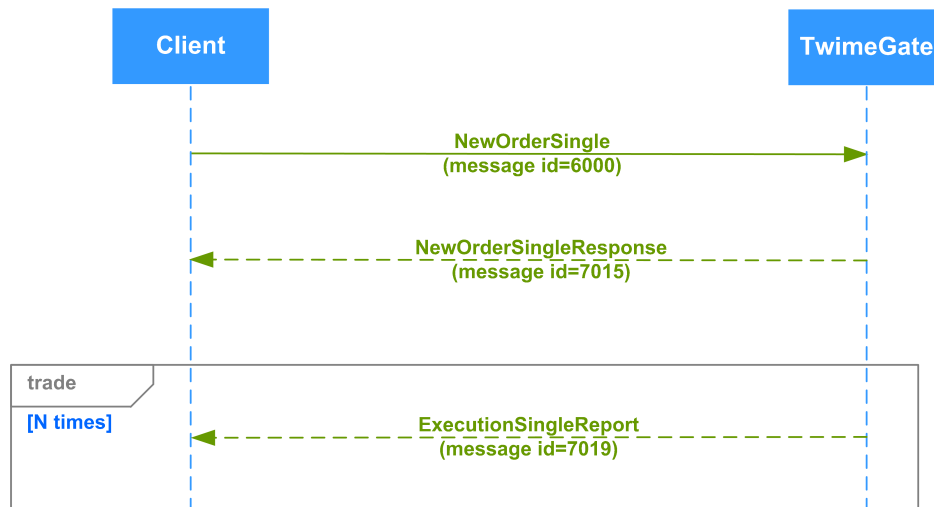 Client
TwimeGate
NewOrderSingle
(message id=6000)
NewOrderSingleResponse
(message id=7015)
trade
[N times]
ExecutionSingleReport
(message id=7019)